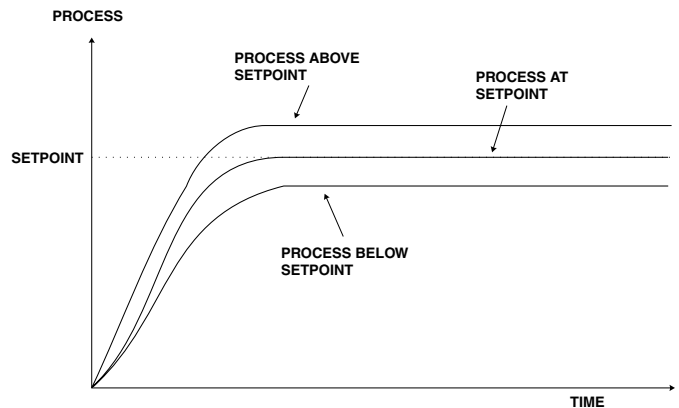 PROCESS
PROCESS ABOVE
SETPOINT
PROCESS AT
SETPOINT
SETPOINT
PROCESS BELOW
SETPOINT
TIME